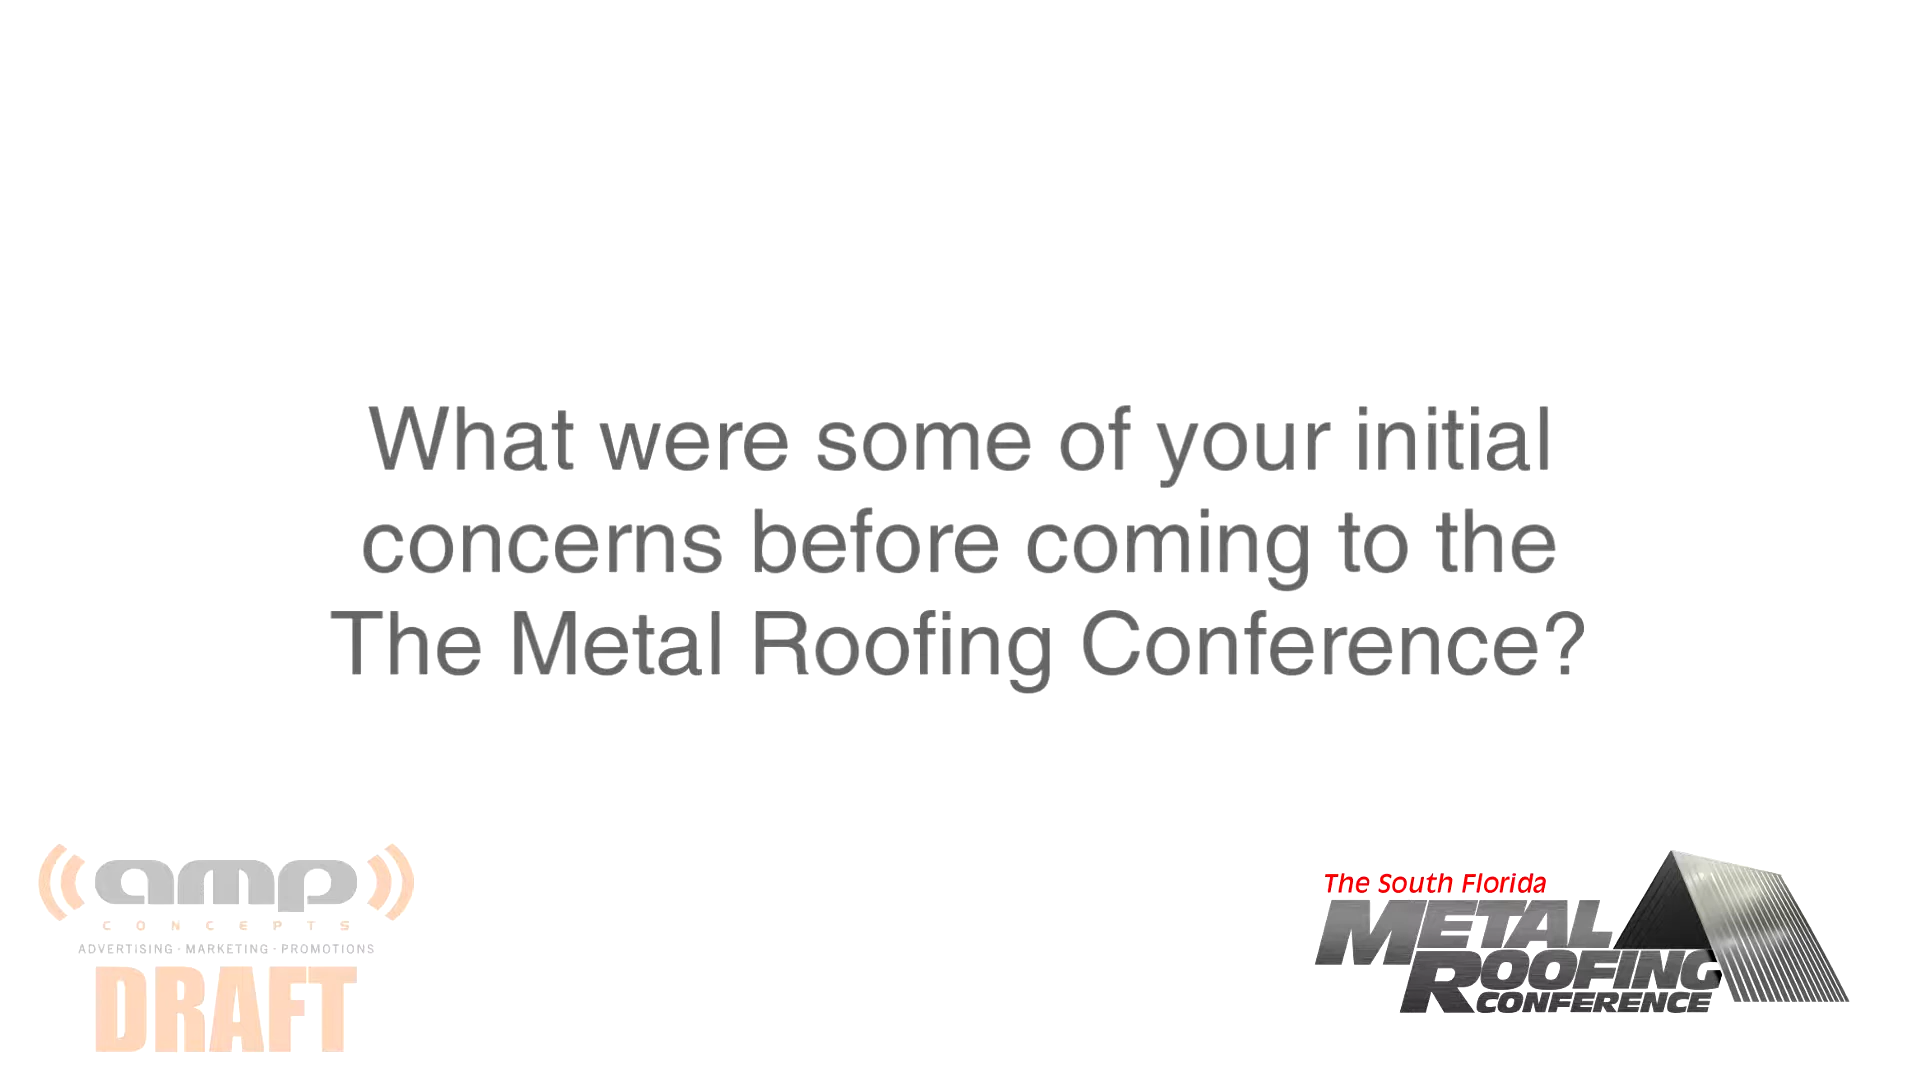 What were some of your initial
concerns before coming to the
The Metal Roofing Conference?
amp
CONCEPTS
ADVERTISING · MARKETING · PROMOTIONS
DRAFT
The South Florida
METAL
ROOFING
CONFERENCE